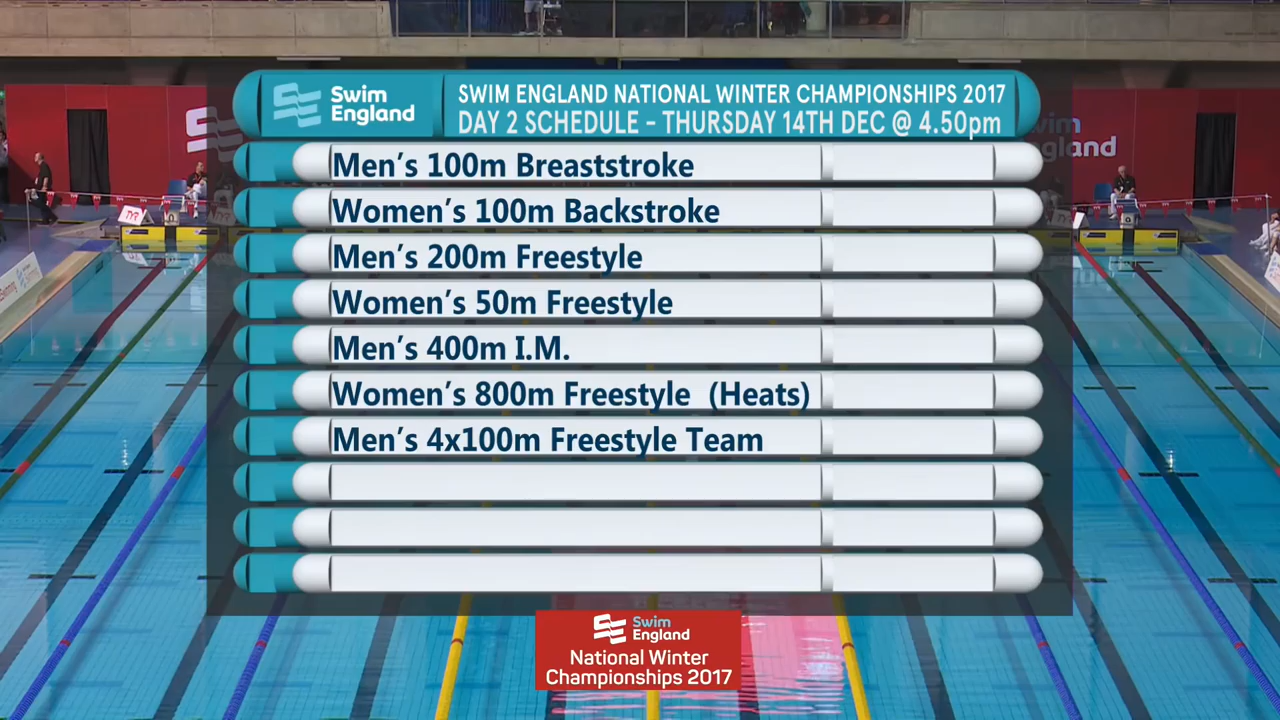 Swim
England
SWIM ENGLAND NATIONAL WINTER CHAMPIONSHIPS 2017
DAY 2 SCHEDULE - THURSDAY 14TH DEC @ 4.50pm
Men's 100m Breaststroke
Women's 100m Backstroke
Men's 200m Freestyle
Women's 50m Freestyle
Men's 400m I.M.
Women's 800m Freestyle (Heats)
Men's 4x100m Freestyle Team
Swim
England
National Winter
Championships 2017